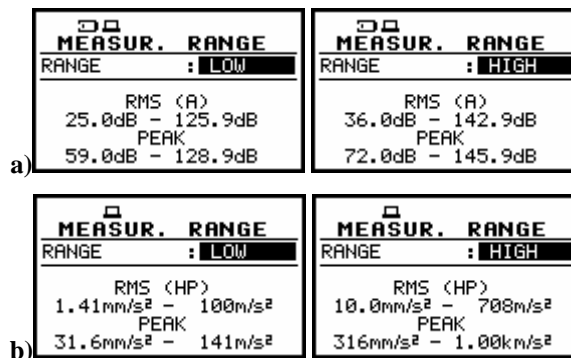 MEASUR. RANGE
RANGE : LOW
RMS (A)
25.0dB - 125.9dB
PEAK
59.0dB - 128.9dB
MEASUR. RANGE
RANGE : HIGH
RMS (A)
36.0dB - 142.9dB
PEAK
72.0dB - 145.9dB
a)
MEASUR. RANGE
RANGE : LOW
RMS (HP)
1.41mm/s² - 100m/s²
PEAK
31.6mm/s² - 141m/s²
MEASUR. RANGE
RANGE : HIGH
RMS (HP)
10.0mm/s² - 708m/s²
PEAK
316mm/s² - 1.00km/s²
b)